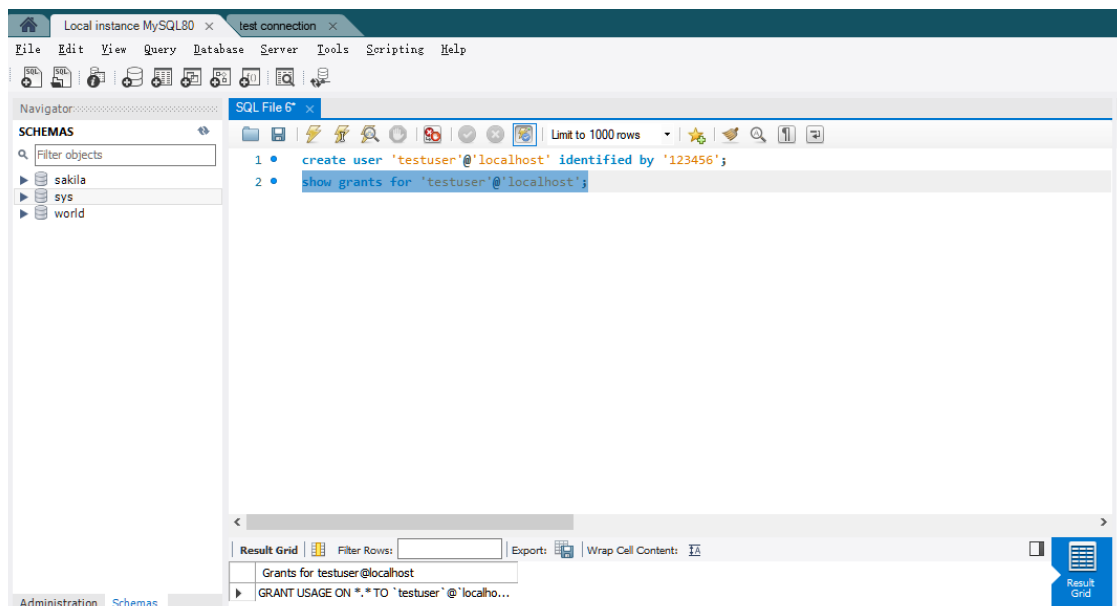 Local instance MySQL80 × test connection ×
File Edit View Query Database Server Tools Scripting Help
Navigator
SQL File 6* ×
SCHEMAS
Limit to 1000 rows
Filter objects
1 create user 'testuser'@'localhost' identified by '123456';
2 show grants for 'testuser'@'localhost';
sakila
sys
world
Result Grid Filter Rows: Export: Wrap Cell Content: IA
Grants for testuser@localhost
GRANT USAGE ON *.* TO `testuser`@`localho...
Result
Grid
Administration Schemas